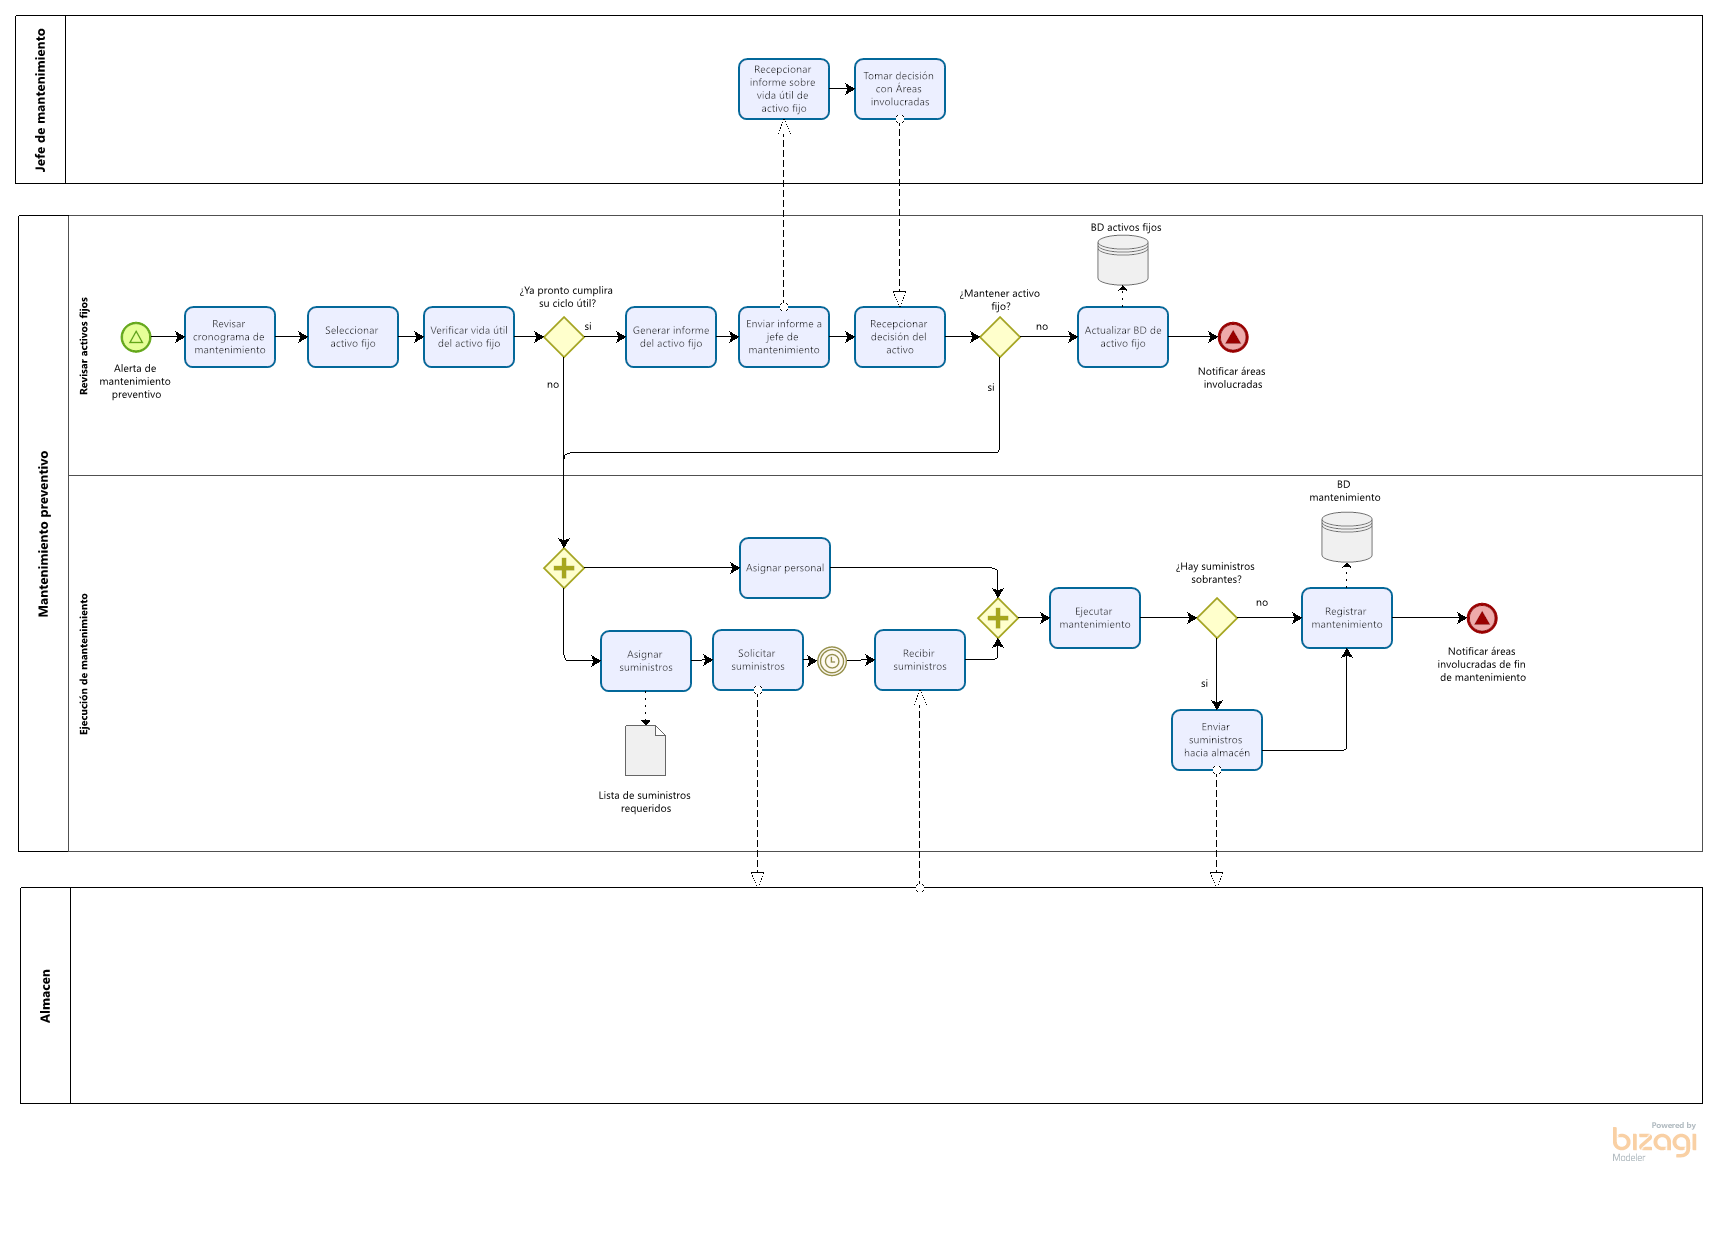 Jefe de mantenimiento
Recepcionar
informe sobre
vida útil de
activo fijo
Tomar decisión
con Áreas
involucradas
Mantenimiento preventivo
Revisar activos fijos
Alerta de
mantenimiento
preventivo
Revisar
cronograma de
mantenimiento
Seleccionar
activo fijo
Verificar vida útil
del activo fijo
¿Ya pronto cumplira
su ciclo útil?
si
no
Generar informe
del activo fijo
Enviar informe a
jefe de
mantenimiento
Recepcionar
decisión del
activo
¿Mantener activo
fijo?
no
si
BD activos fijos
Actualizar BD de
activo fijo
Notificar áreas
involucradas
Ejecución de mantenimiento
Asignar personal
Asignar
suministros
Lista de suministros
requeridos
Solicitar
suministros
Recibir
suministros
Ejecutar
mantenimiento
¿Hay suministros
sobrantes?
no
si
Enviar
suministros
hacia almacén
BD
mantenimiento
Registrar
mantenimiento
Notificar áreas
involucradas de fin
de mantenimiento
Almacen
Powered by
bizagi
Modeler